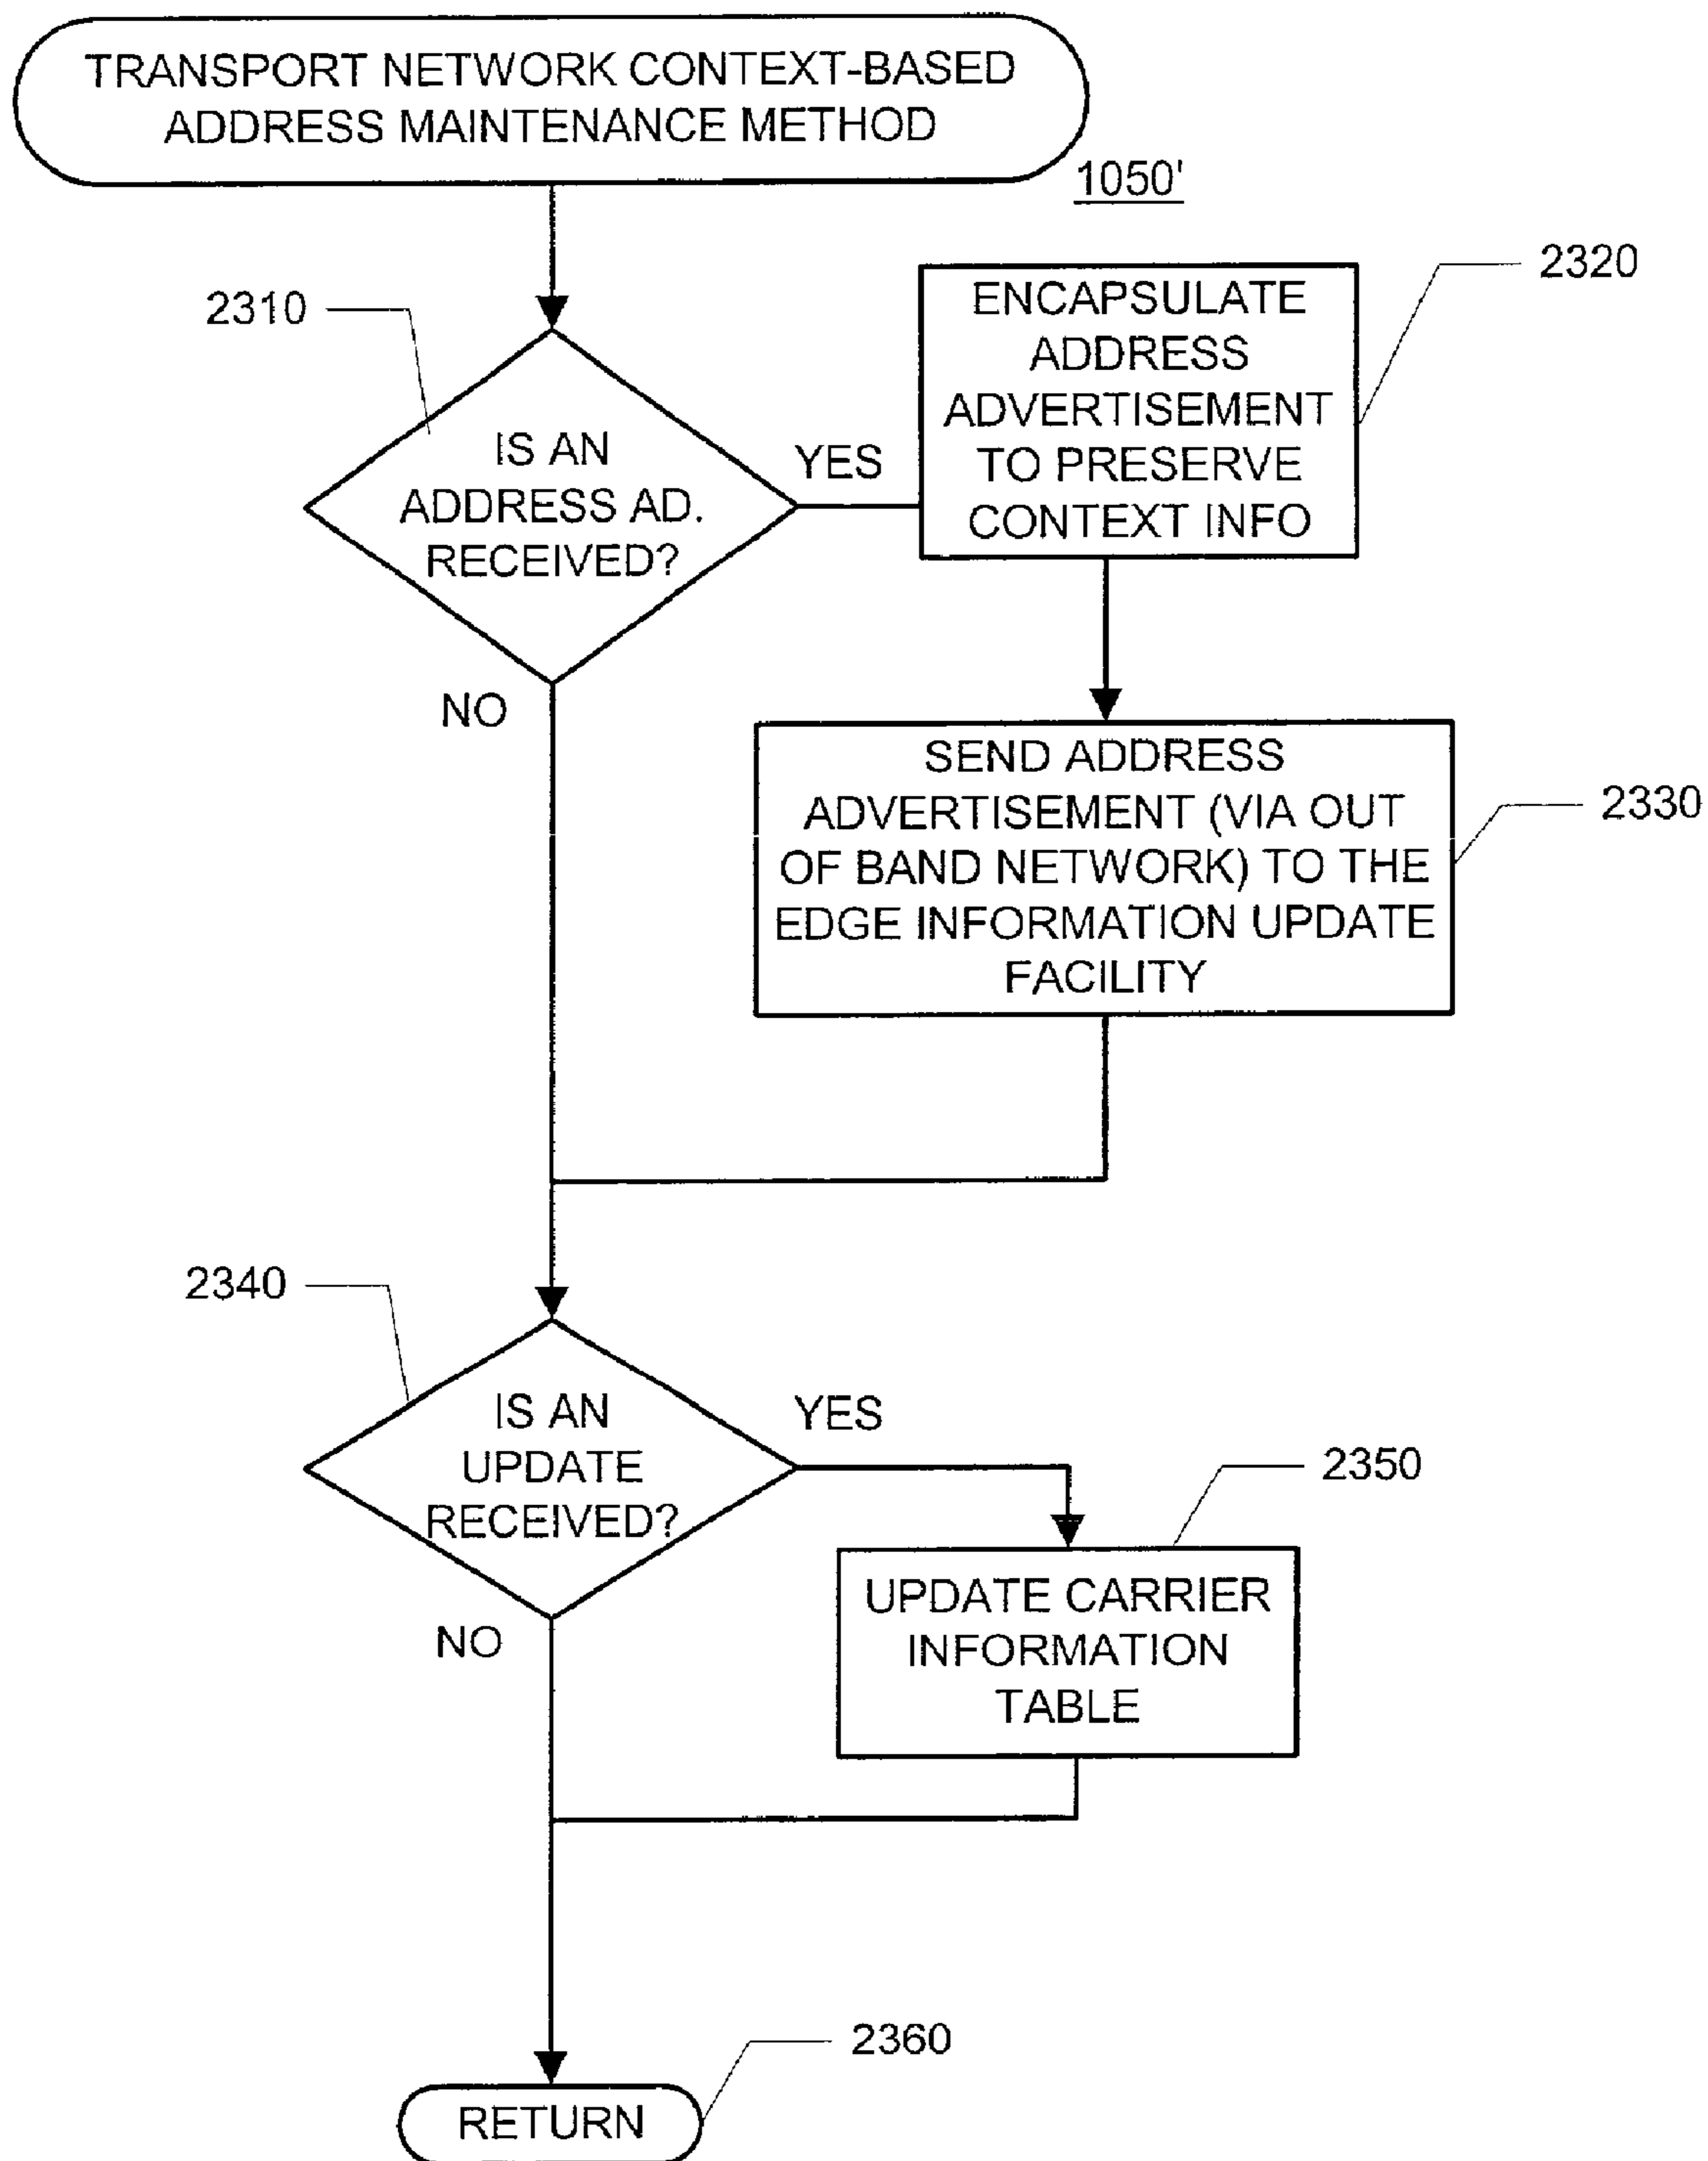 TRANSPORT NETWORK CONTEXT-BASED
ADDRESS MAINTENANCE METHOD
1050'
2310
IS AN
ADDRESS AD.
RECEIVED?
YES
NO
2320
ENCAPSULATE
ADDRESS
ADVERTISEMENT
TO PRESERVE
CONTEXT INFO
2330
SEND ADDRESS
ADVERTISEMENT (VIA OUT
OF BAND NETWORK) TO THE
EDGE INFORMATION UPDATE
FACILITY
2340
IS AN
UPDATE
RECEIVED?
YES
NO
2350
UPDATE CARRIER
INFORMATION
TABLE
2360
RETURN